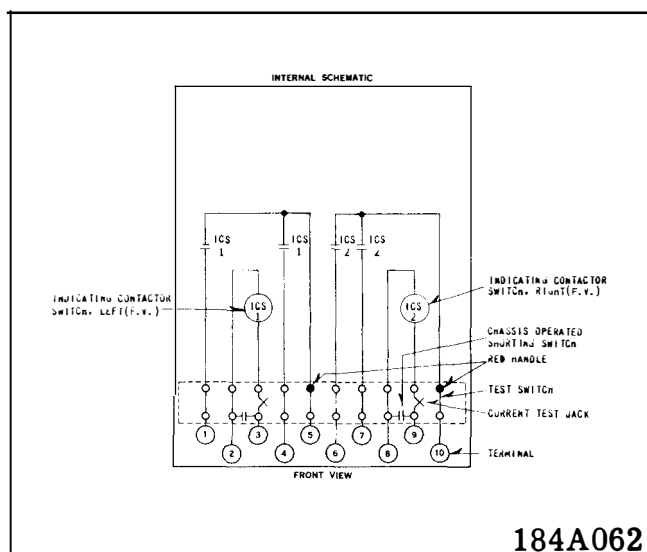 INTERNAL SCHEMATIC
ICS
1
ICS
1
ICS
2
ICS
2
INDICATING CONTACTOR
SWITCH, LEFT(F.V.)
ICS
1
ICS
2
INDICATING CONTACTOR
SWITCH, RIGHT(F.V.)
CHASSIS OPERATED
SHORTING SWITCH
RED HANDLE
TEST SWITCH
CURRENT TEST JACK
1
3
5
7
9
2
4
6
8
10
TERMINAL
FRONT VIEW
184A062